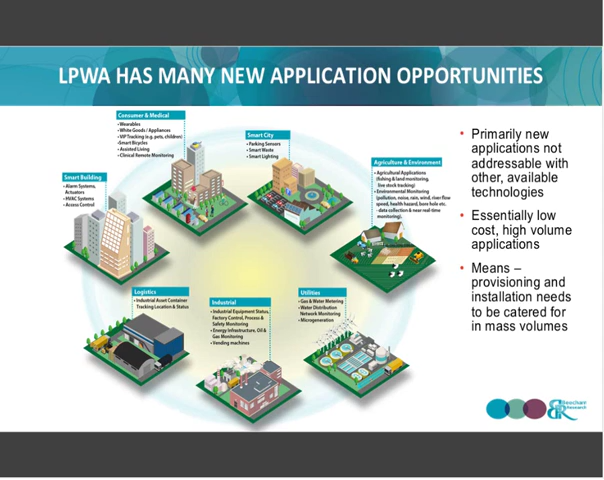 LPWA HAS MANY NEW APPLICATION OPPORTUNITIES
Consumer & Medical
• Wearables
• White Goods / Appliances
• VIP Tracking (e.g. pets, children)
•Smart Bicycles
• Assisted Living
• Clinical Remote Monitoring
Smart City
• Parking Sensors
• Smart Waste
• Smart Lighting
Agriculture & Environment
• Agricultural Applications
(fishing & land monitoring,
live stock tracking)
• Environmental Monitoring
(pollution, noise, rain, wind, river flow
speed, health hazard, bore hole etc.
- data collection & near real-time
monitoring).
Smart Building
• Alarm Systems,
Actuators
• HVAC Systems
• Access Control
Logistics
• Industrial Asset Container
Tracking Location & Status
Industrial
• Industrial Equipment Status,
Factory Control, Process &
Safety Monitoring
• Energy Infrastructure, Oil &
Gas Monitoring
• Vending machines
Utilities
• Gas & Water Metering
• Water Distribution
Network Monitoring
• Microgeneration
• Primarily new
applications not
addressable with
other, available
technologies
• Essentially low
cost, high volume
applications
• Means –
provisioning and
installation needs
to be catered for
in mass volumes
Beecham
Research